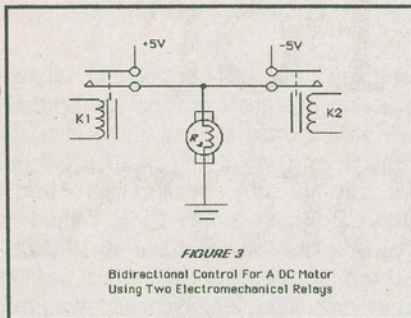 +5V -5V
K1 K2
R
FIGURE 3
Bidirectional Control For A DC Motor
Using Two Electromechanical Relays